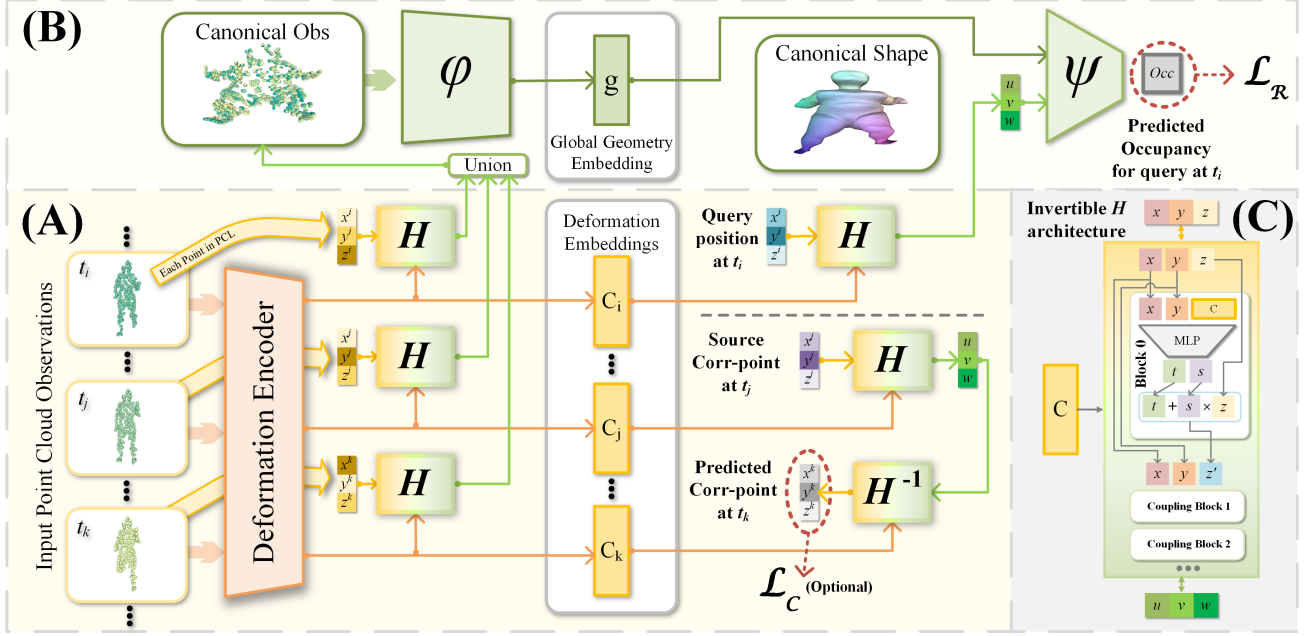 (B)
Canonical Obs
φ
g
Global Geometry
Embedding
Canonical Shape
u
v
w
ψ
Occ
ℒ_R
Predicted
Occupancy
for query at t_i
Union
(A)
Input Point Cloud Observations
t_i
t_j
t_k
Each Point in PCL
Deformation Encoder
x^i
y^i
z^i
H
x^j
y^j
z^j
H
x^k
y^k
z^k
H
Deformation
Embeddings
C_i
C_j
C_k
Query
position
at t_i
x^i
y^i
z^i
H
Source
Corr-point
at t_j
x^j
y^j
z^j
H
u
v
w
Predicted
Corr-point
at t_k
x^k
y^k
z^k
H^-1
ℒ_C (Optional)
(C)
Invertible H
architecture
x y z
x y z
x y C
MLP
Block 0
t s
t + s × z
x y z'
Coupling Block 1
Coupling Block 2
C
u v w